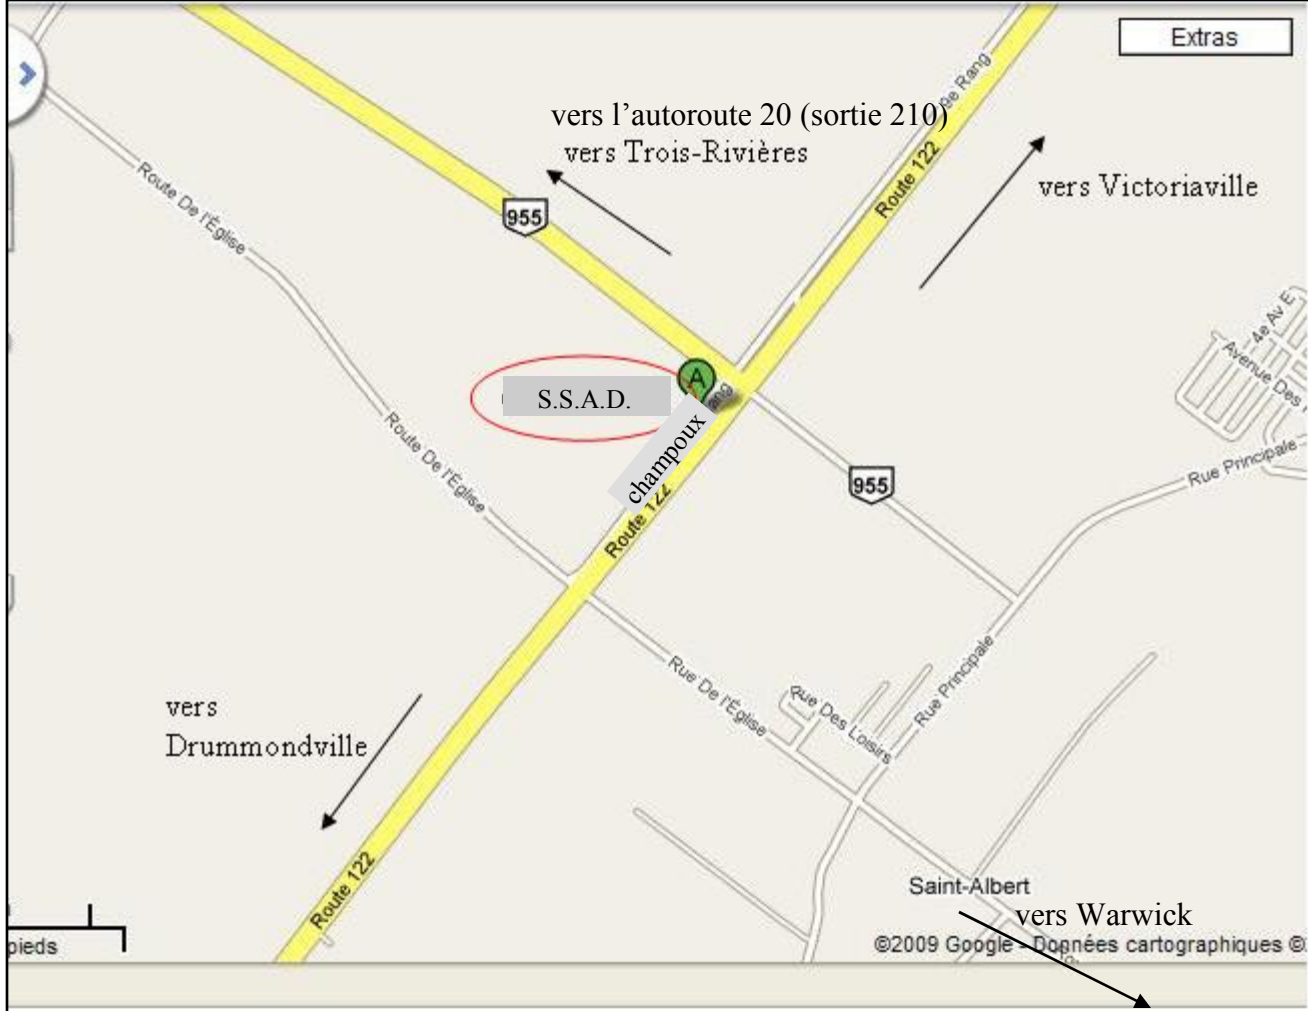 Extras
9e Rang
vers l’autoroute 20 (sortie 210)
vers Trois-Rivières
Route 122
vers Victoriaville
Route De l'Église
955
4e Av E
Avenue Des
A
S.S.A.D.
ang
champoux
Route De l'Église
Route 122
955
Rue Principale
Rue De l'Église
Rue Des Loisirs
Rue Principale
vers
Drummondville
Route 122
Saint-Albert
vers Warwick
pieds
©2009 Google - Données cartographiques ©